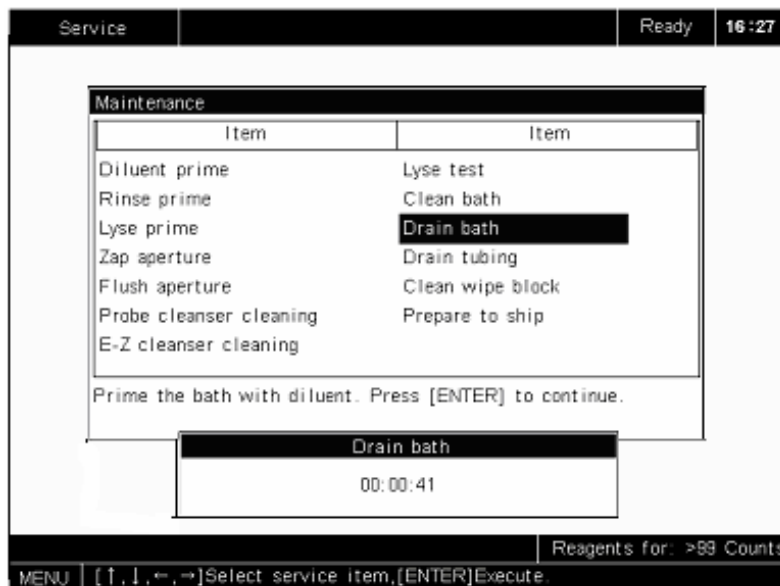 Service Ready 16:27
Maintenance
Item Item
Diluent prime Lyse test
Rinse prime Clean bath
Lyse prime Drain bath
Zap aperture Drain tubing
Flush aperture Clean wipe block
Probe cleanser cleaning Prepare to ship
E-Z cleanser cleaning
Prime the bath with diluent. Press [ENTER] to continue.
Drain bath
00:00:41
Reagents for: >99 Counts
MENU [↑,↓,←,→]Select service item,[ENTER]Execute.